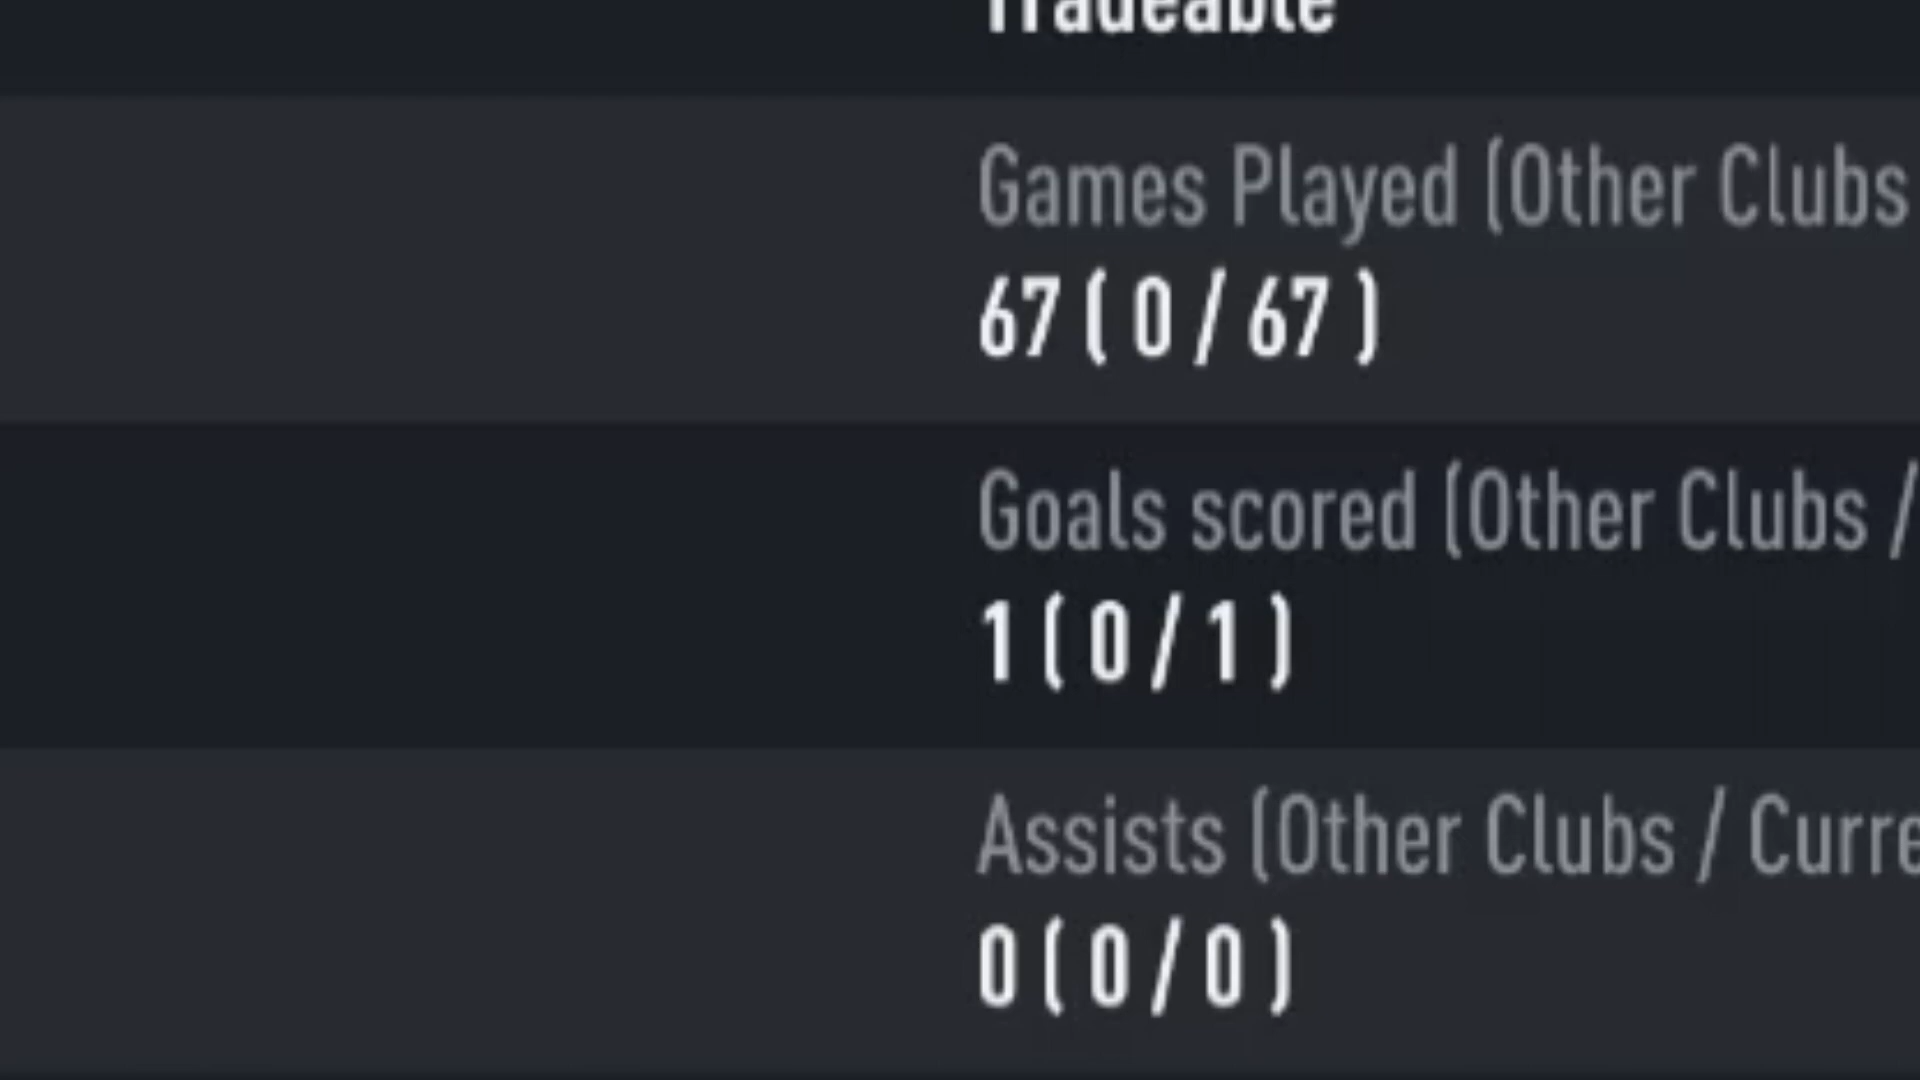 Tradeable
Games Played (Other Clubs
67 ( 0 / 67 )
Goals scored (Other Clubs /
1 ( 0 / 1 )
Assists (Other Clubs / Curre
0 ( 0 / 0 )